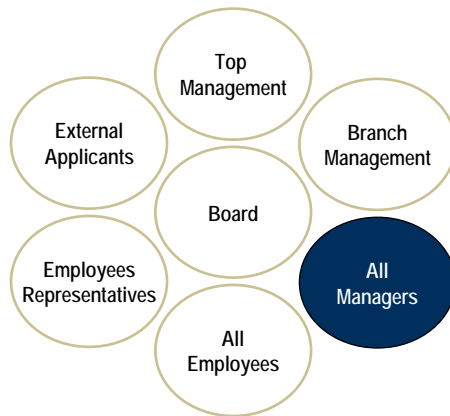 Top
Management
External
Applicants
Branch
Management
Board
Employees
Representatives
All
Managers
All
Employees